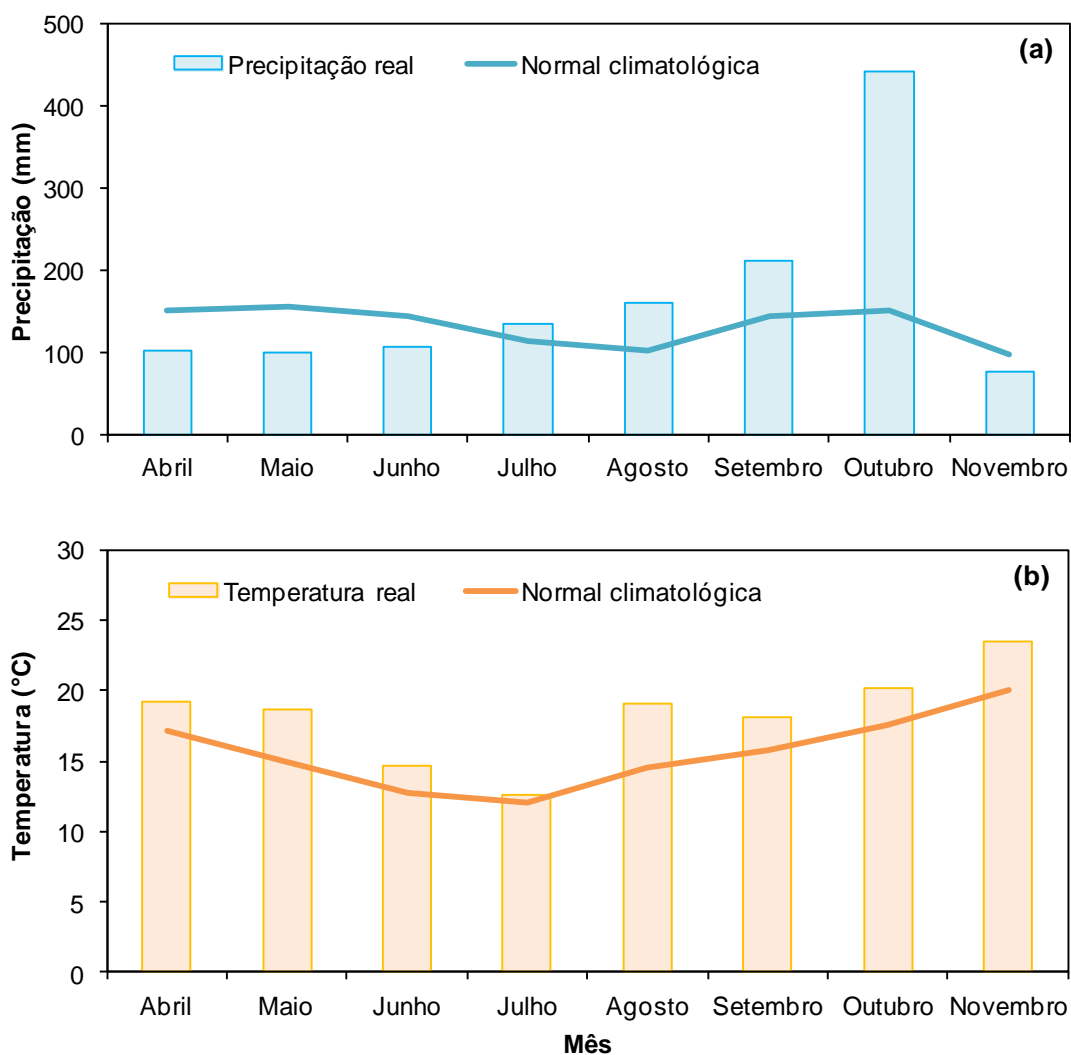 500
(a)
Precipitação real
Normal climatológica
400
300
200
100
0
Precipitação (mm)
Abril Maio Junho Julho Agosto Setembro Outubro Novembro
30
(b)
Temperatura real
Normal climatológica
25
20
15
10
5
0
Temperatura (°C)
Abril Maio Junho Julho Agosto Setembro Outubro Novembro
Mês